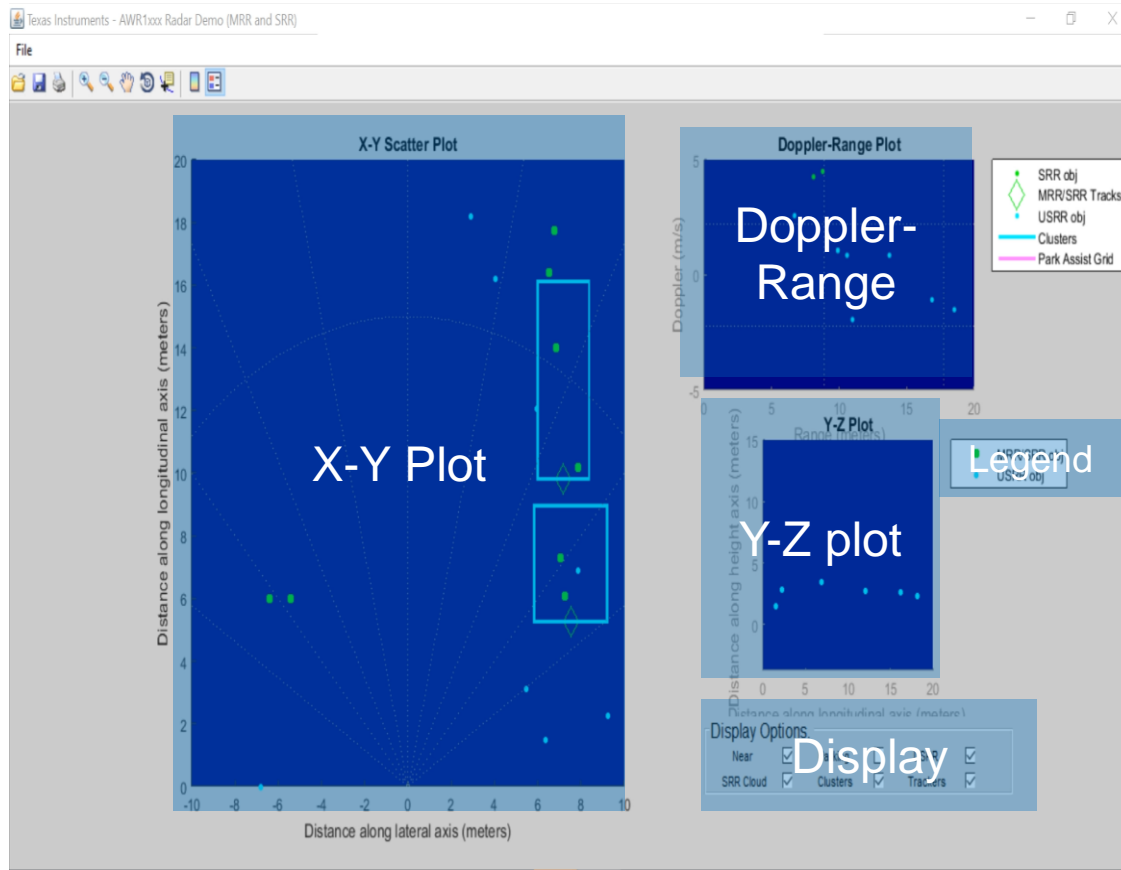 Texas Instruments - AWR1xxx Radar Demo (MRR and SRR)
File
X-Y Scatter Plot
20
18
16
14
12
10
8
6
4
2
0
-10 -8 -6 -4 -2 0 2 4 6 8 10
Distance along longitudinal axis (meters)
Distance along lateral axis (meters)
X-Y Plot
Doppler-Range Plot
5
0
-5
Doppler (m/s)
0 5 10 15 20
Range (meters)
Doppler-
Range
SRR obj
MRR/SRR Tracks
USRR obj
Clusters
Park Assist Grid
Y-Z Plot
15
10
5
0
Distance along height axis (meters)
0 5 10 15 20
Distance along longitudinal axis (meters)
Y-Z plot
MRR/SRR obj
USRR obj
Legend
Display Options
Near USRR
SRR Cloud Clusters Trackers
Display